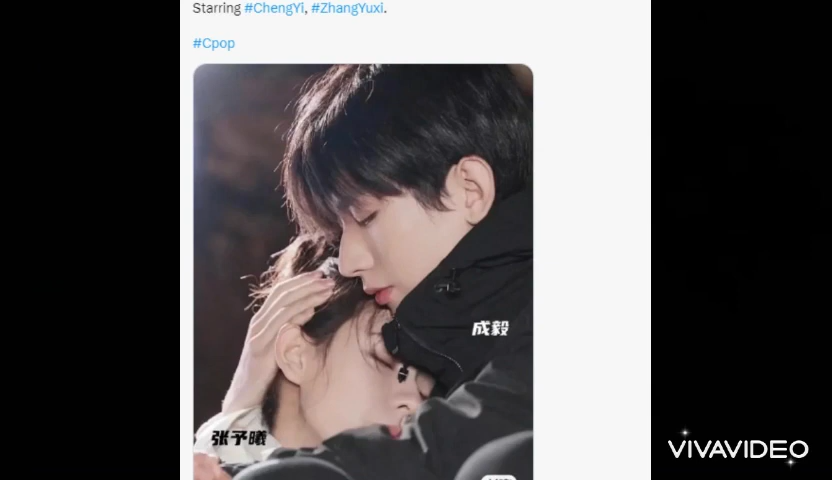 Starring #ChengYi, #ZhangYuxi.
#Cpop
成毅
张予曦
VIVAVIDEO